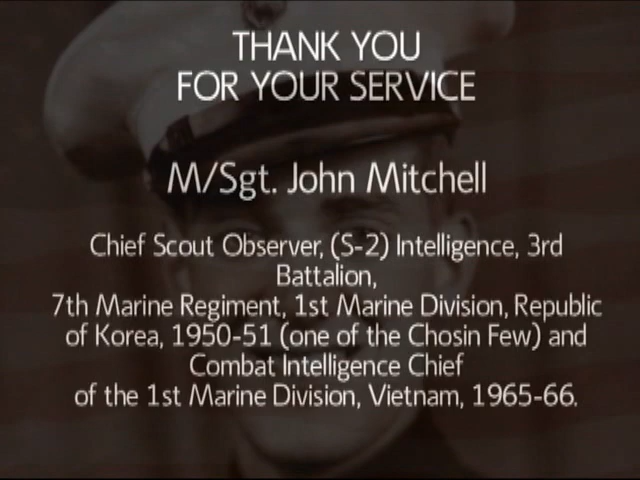 THANK YOU
FOR YOUR SERVICE
M/Sgt. John Mitchell
Chief Scout Observer, (S-2) Intelligence, 3rd
Battalion,
7th Marine Regiment, 1st Marine Division, Republic
of Korea, 1950-51 (one of the Chosin Few) and
Combat Intelligence Chief
of the 1st Marine Division, Vietnam, 1965-66.